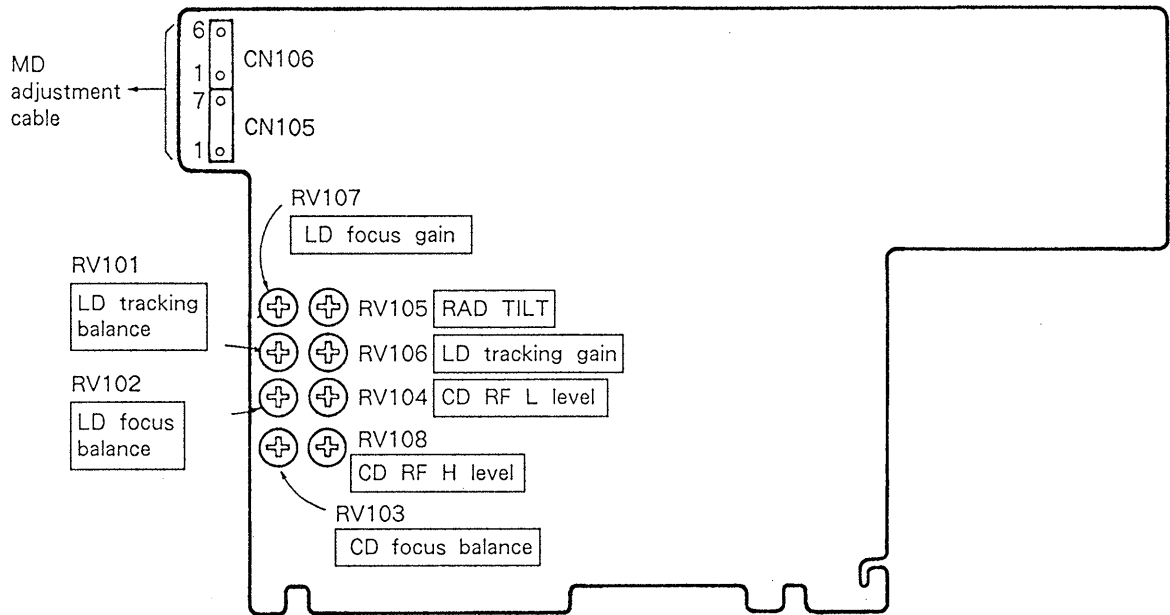 6
CN106
1
MD
adjustment
cable
7
CN105
1
RV107
LD focus gain
RV101
LD tracking
balance
RV105 RAD TILT
RV106 LD tracking gain
RV102
LD focus
balance
RV104 CD RF L level
RV108
CD RF H level
RV103
CD focus balance